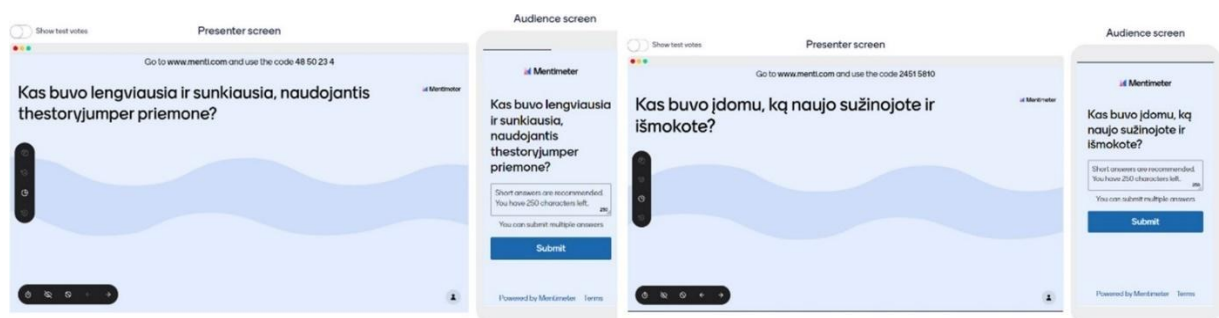 Show test votes
Presenter screen
Go to www.menti.com and use the code 48 50 23 4
Kas buvo lengviausia ir sunkiausia, naudojantis
thestoryjumper priemone?
Mentimeter
Audience screen
Mentimeter
Kas buvo lengviausia
ir sunkiausia,
naudojantis
thestoryjumper
priemone?
Short answers are recommended.
You have 250 characters left.
250
You can submit multiple answers
Submit
Powered by Mentimeter Terms
Show test votes
Presenter screen
Go to www.menti.com and use the code 2451 5810
Kas buvo įdomu, ką naujo sužinojote ir
išmokote?
Mentimeter
Audience screen
Mentimeter
Kas buvo įdomu, ką
naujo sužinojote ir
išmokote?
Short answers are recommended.
You have 250 characters left.
250
You can submit multiple answers
Submit
Powered by Mentimeter Terms